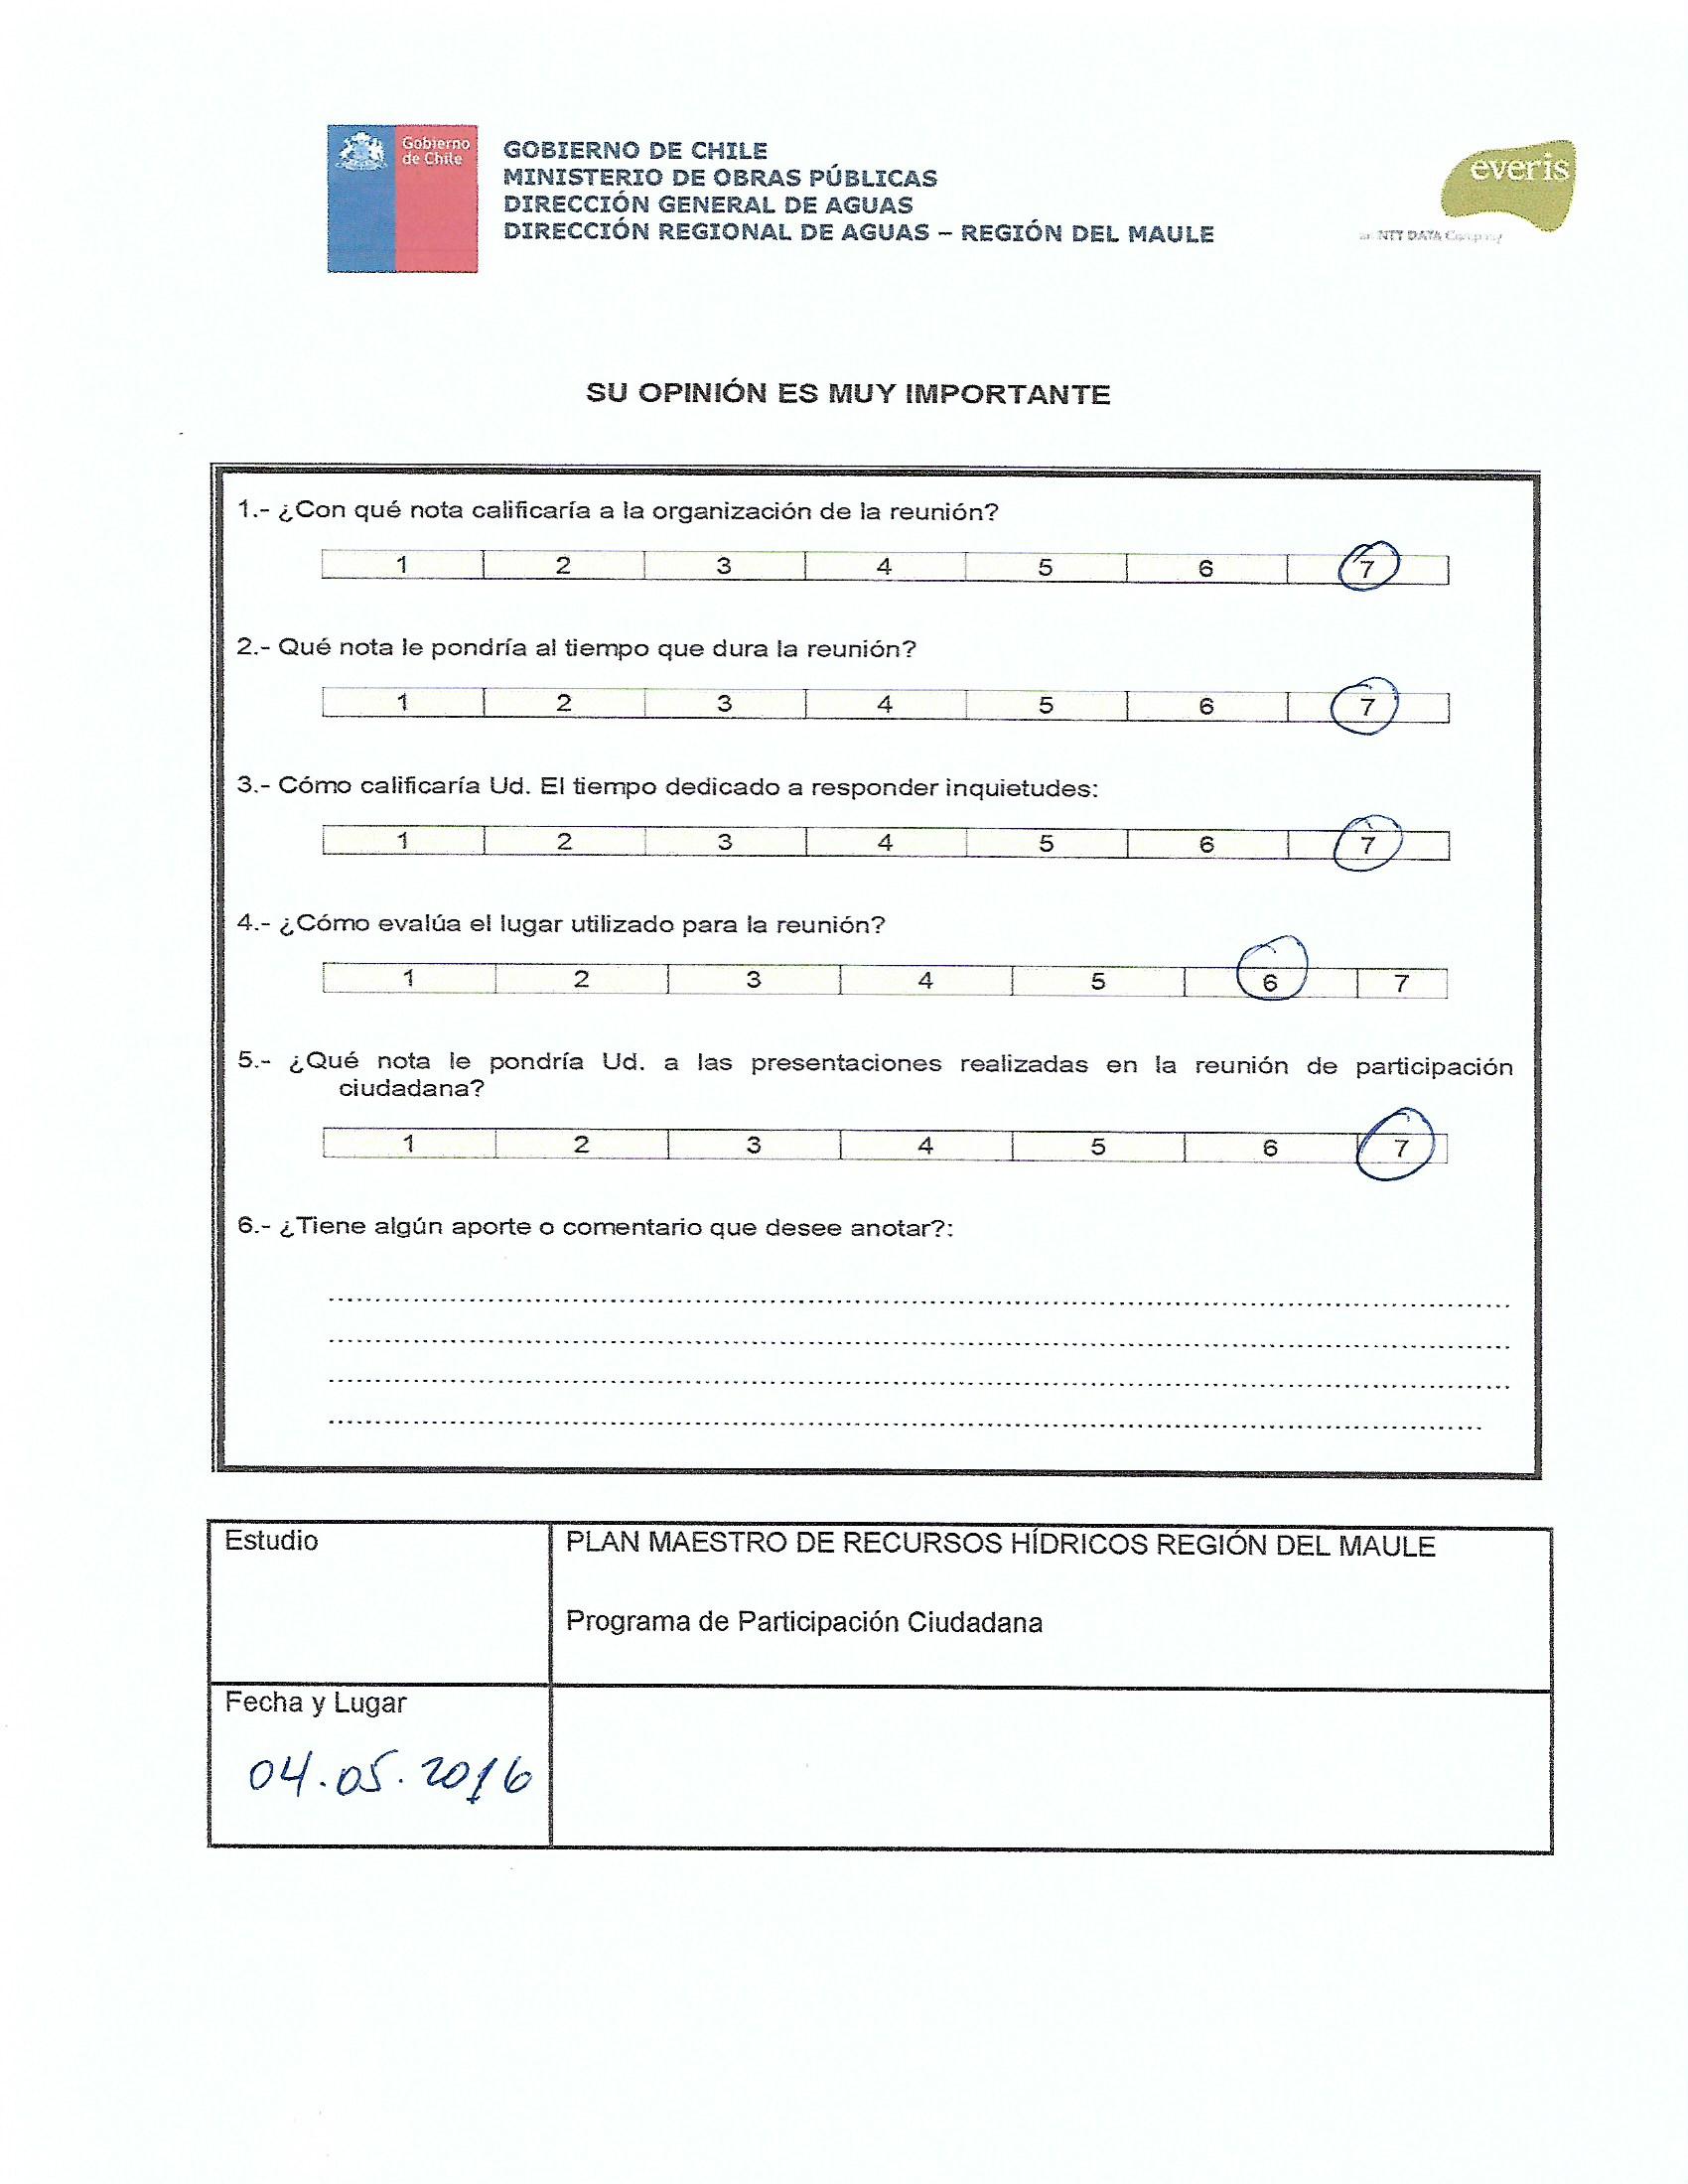 Gobierno
de Chile
GOBIERNO DE CHILE
MINISTERIO DE OBRAS PÚBLICAS
DIRECCIÓN GENERAL DE AGUAS
DIRECCIÓN REGIONAL DE AGUAS – REGIÓN DEL MAULE
everis
an NTT DATA Company
SU OPINIÓN ES MUY IMPORTANTE
1.- ¿Con qué nota calificaría a la organización de la reunión?
1 2 3 4 5 6 7
2.- Qué nota le pondría al tiempo que dura la reunión?
1 2 3 4 5 6 7
3.- Cómo calificaría Ud. El tiempo dedicado a responder inquietudes:
1 2 3 4 5 6 7
4.- ¿Cómo evalúa el lugar utilizado para la reunión?
1 2 3 4 5 6 7
5.- ¿Qué nota le pondría Ud. a las presentaciones realizadas en la reunión de participación
ciudadana?
1 2 3 4 5 6 7
6.- ¿Tiene algún aporte o comentario que desee anotar?:
Estudio PLAN MAESTRO DE RECURSOS HÍDRICOS REGIÓN DEL MAULE
Programa de Participación Ciudadana
Fecha y Lugar
04.05.2016